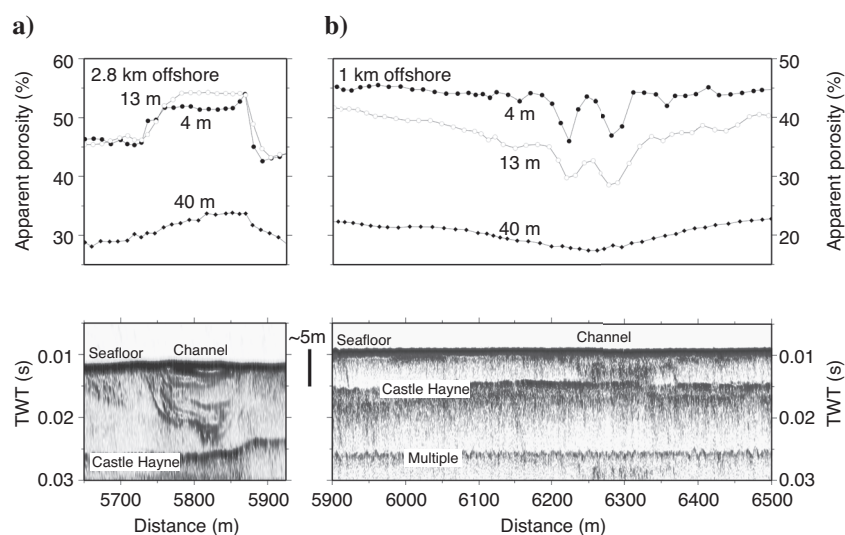 a)
b)
60
50
40
30
Apparent porosity (%)
2.8 km offshore
13 m
4 m
40 m
1 km offshore
4 m
13 m
40 m
50
40
30
20
Apparent porosity (%)
0.01
0.02
0.03
TWT (s)
Seafloor
Channel
Castle Hayne
~5m
Seafloor
Channel
Castle Hayne
Multiple
0.01
0.02
0.03
TWT (s)
5700 5800 5900
Distance (m)
5900 6000 6100 6200 6300 6400 6500
Distance (m)